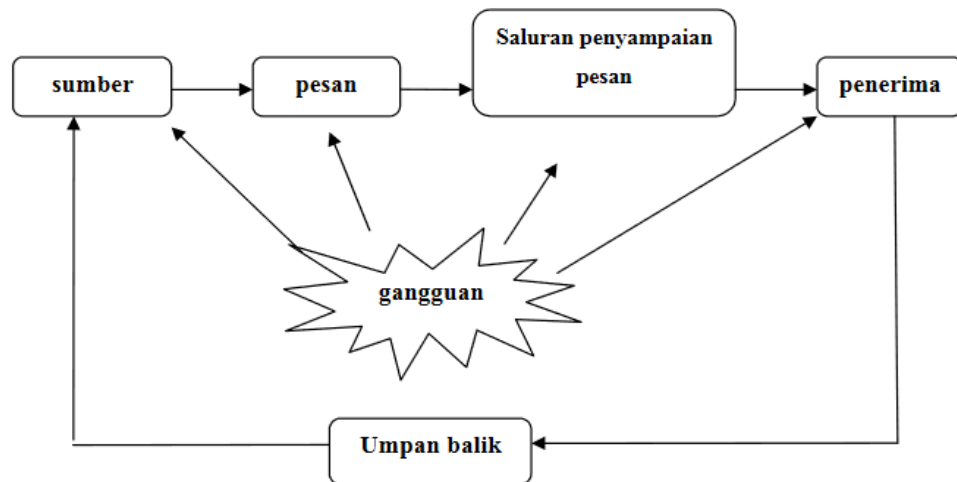 sumber
pesan
Saluran penyampaian
pesan
penerima
gangguan
Umpan balik